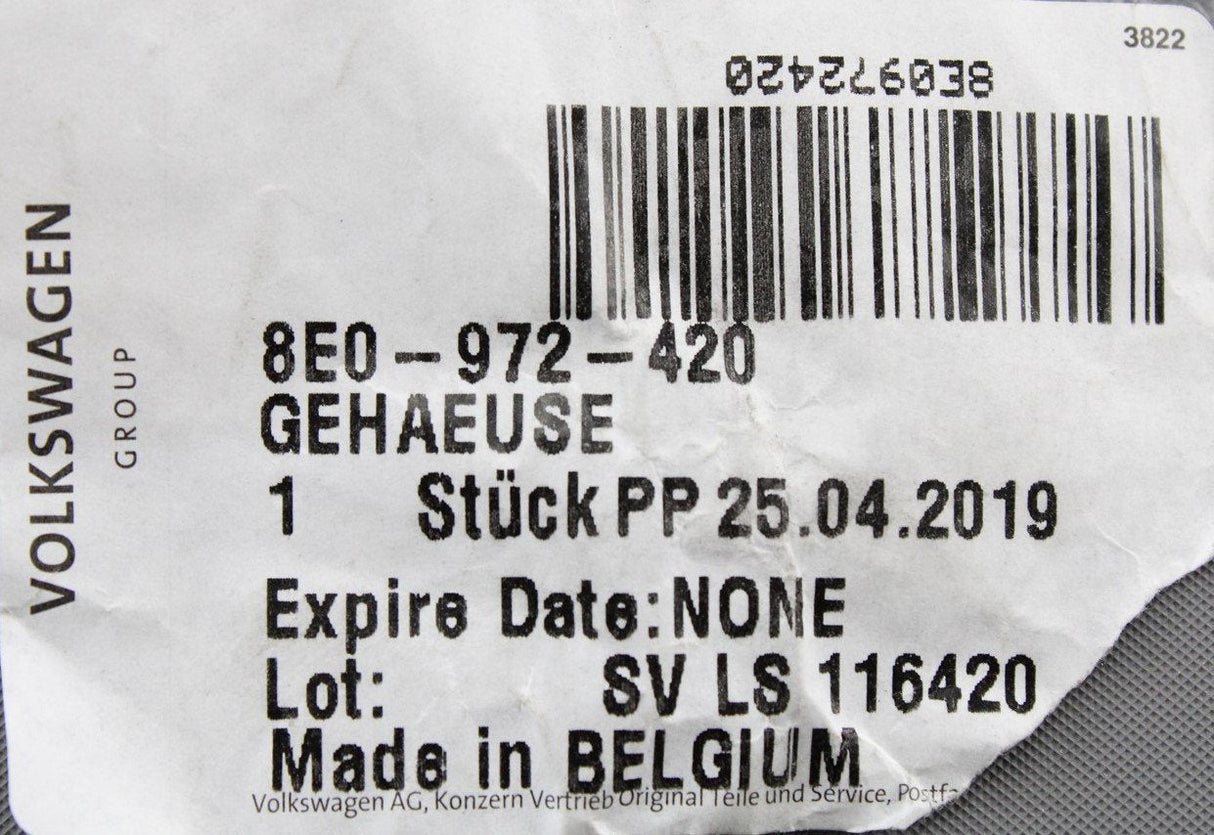 3822
8E0972420
VOLKSWAGEN
GROUP
8E0-972-420
GEHAEUSE
1 Stück PP 25.04.2019
Expire Date:NONE
Lot: SV LS 116420
Made in BELGIUM
Volkswagen AG, Konzern Vertrieb Original Teile und Service,